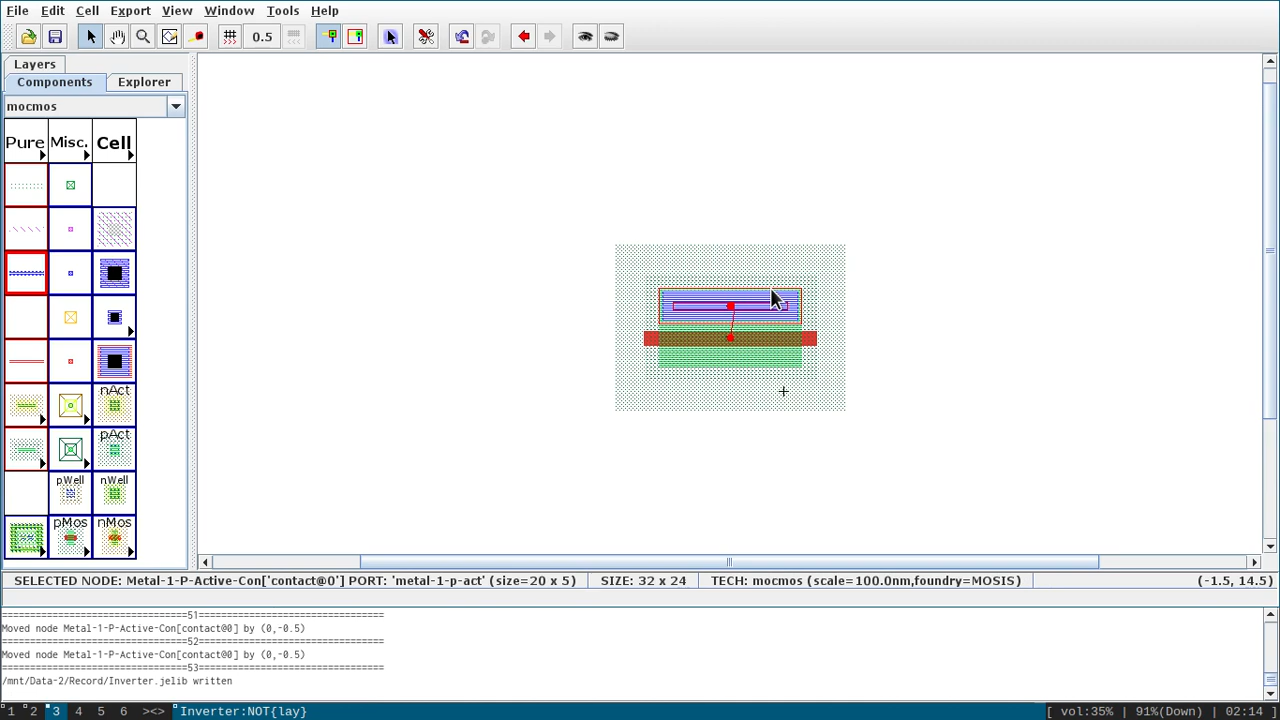 File Edit Cell Export View Window Tools Help
0.5
Layers
Components Explorer
mocmos
Pure Misc. Cell
nAct
pAct
pWell nWell
pMos nMos
SELECTED NODE: Metal-1-P-Active-Con['contact@0'] PORT: 'metal-1-p-act' (size=20 x 5) SIZE: 32 x 24 TECH: mocmos (scale=100.0nm,foundry=MOSIS) (-1.5, 14.5)
================================51================================
Moved node Metal-1-P-Active-Con[contact@0] by (0,-0.5)
================================52================================
Moved node Metal-1-P-Active-Con[contact@0] by (0,-0.5)
================================53================================
/mnt/Data-2/Record/Inverter.jelib written
1 2 3 4 5 6 ><> Inverter:NOT{lay} [ vol:35% | 91%(Down) | 02:14 ]